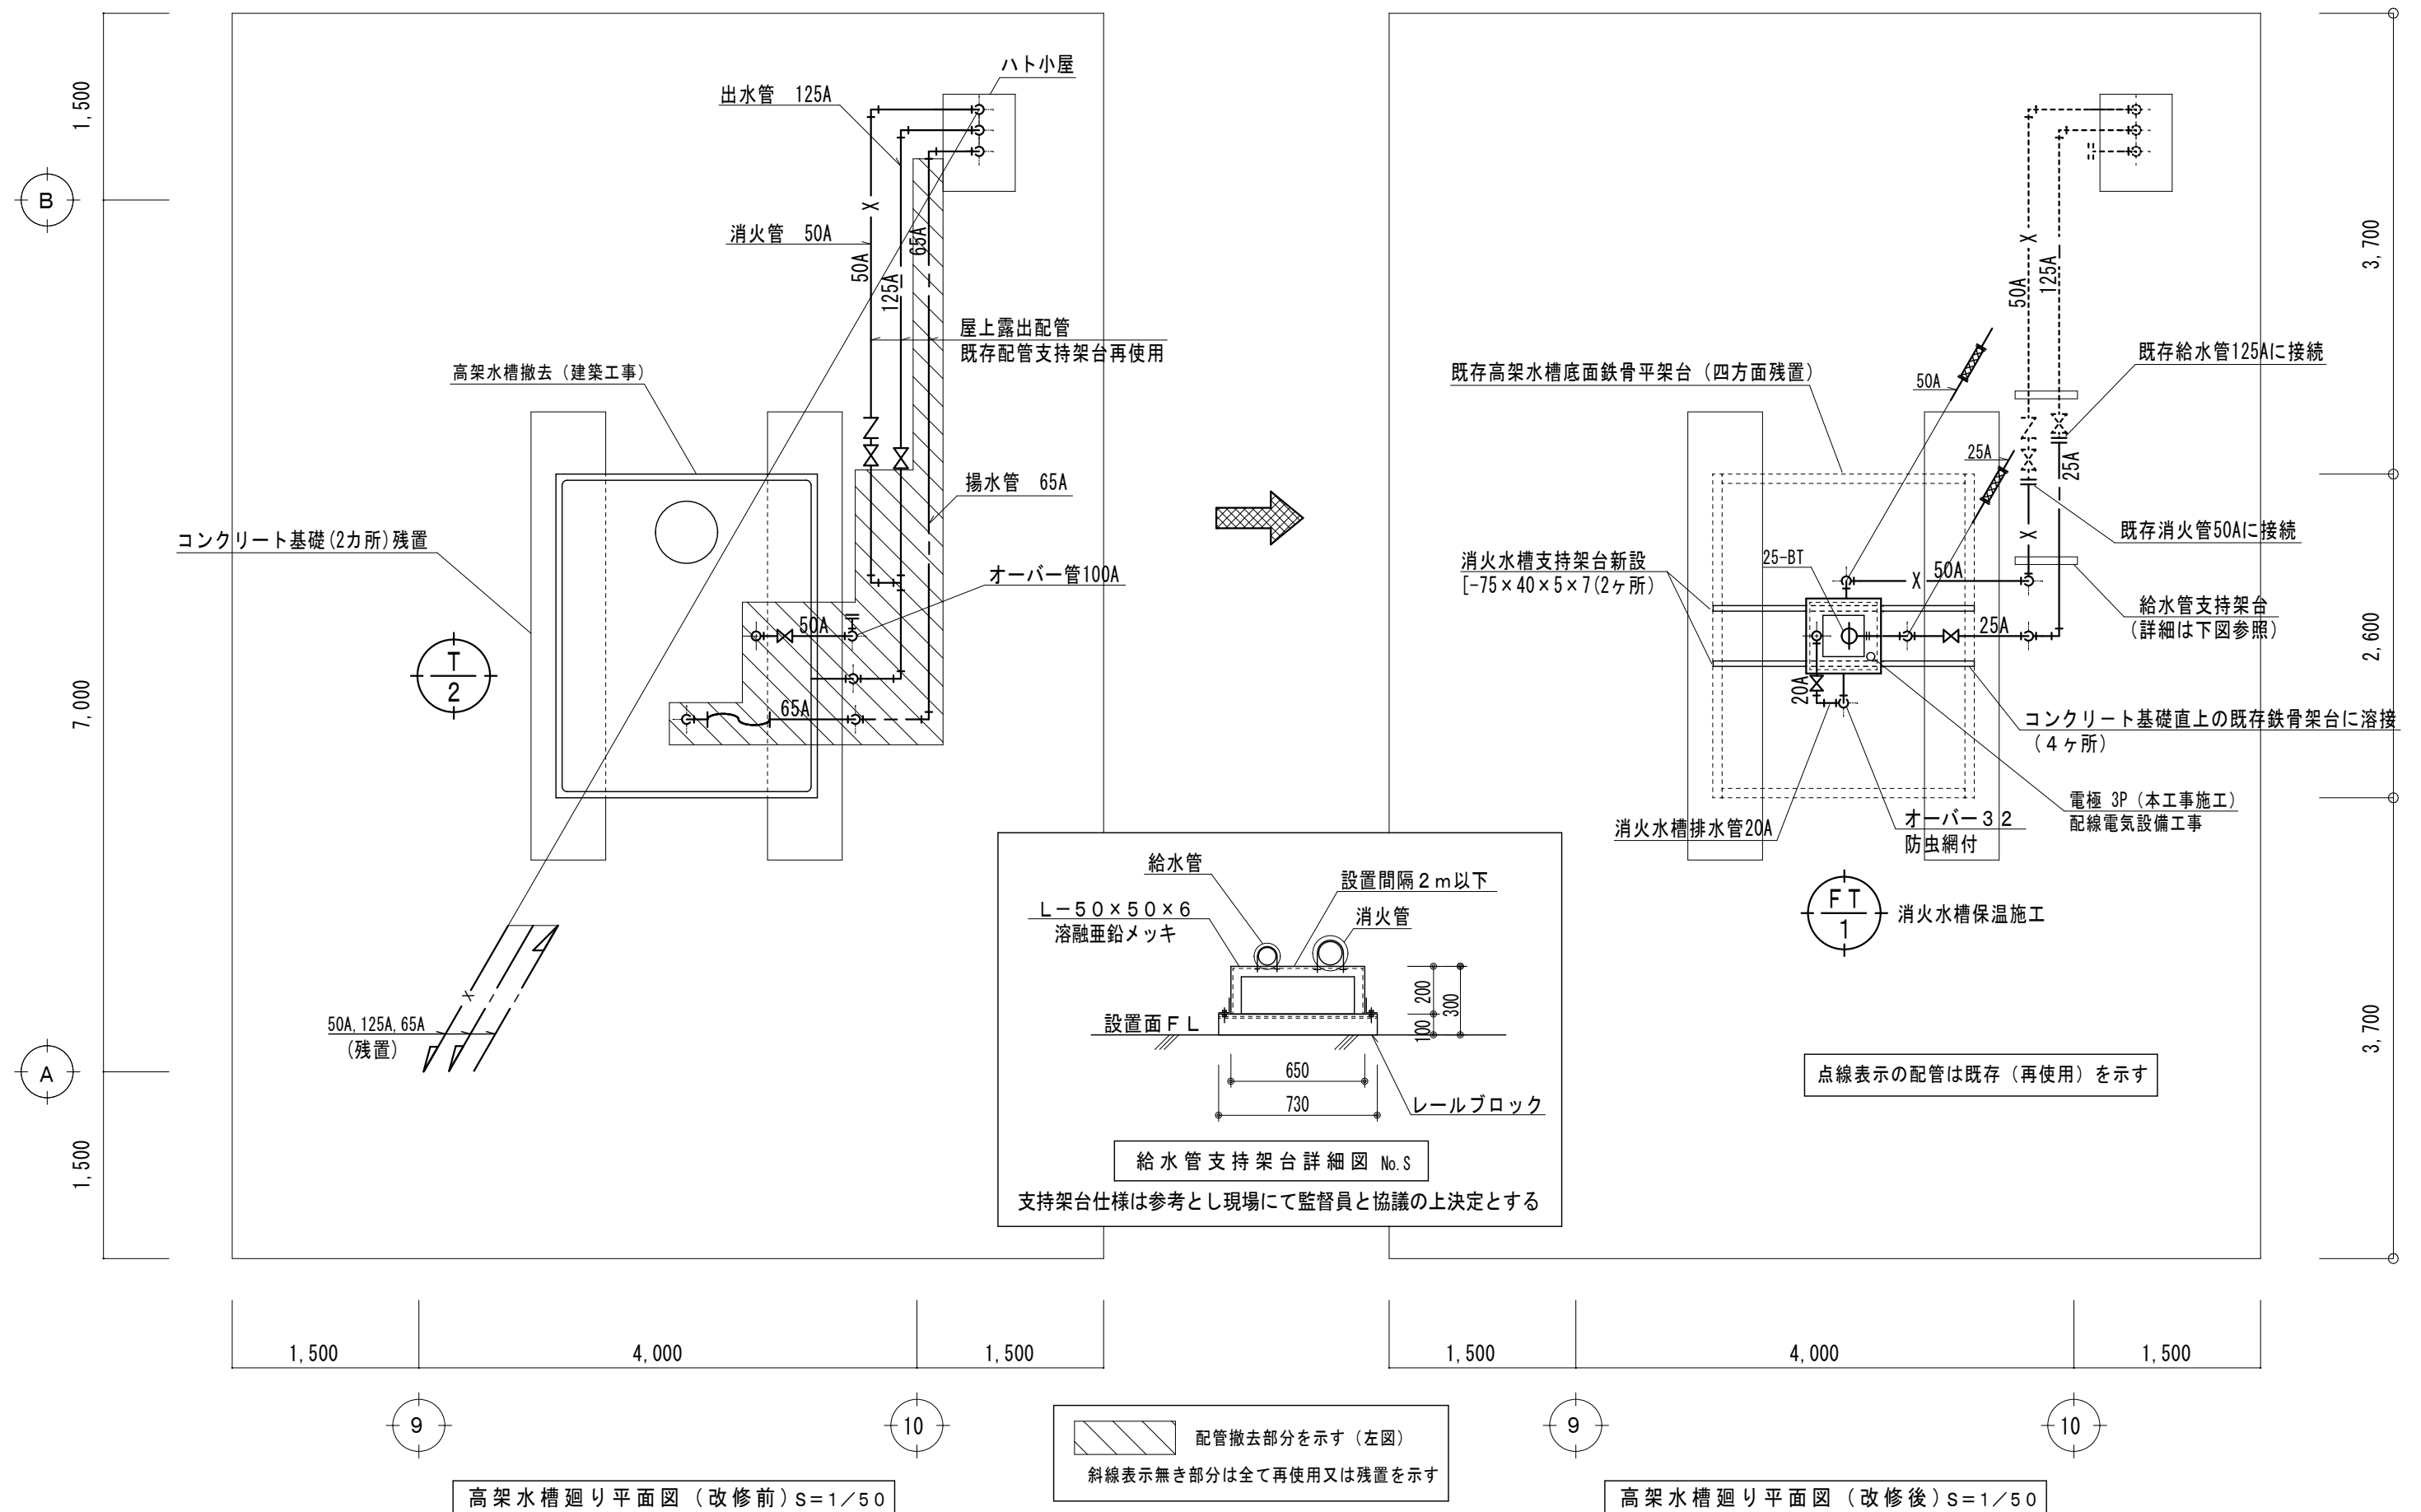 1,500
B
7,000
A
1,500
ハト小屋
出水管 125A
消火管 50A
50A
125A
65A
屋上露出配管
既存配管支持架台再使用
高架水槽撤去（建築工事）
揚水管 65A
コンクリート基礎(2カ所)残置
オーバー管100A
50A
65A
T
2
50A,125A,65A
(残置)
1,500
4,000
1,500
9
10
高架水槽廻り平面図（改修前）S=1/50
50A
125A
既存給水管125Aに接続
既存高架水槽底面鉄骨平架台（四方面残置）
50A
25A
25A
既存消火管50Aに接続
消火水槽支持架台新設
[-75×40×5×7(2ヶ所)
25-BT
50A
給水管支持架台
(詳細は下図参照)
25A
20A
コンクリート基礎直上の既存鉄骨架台に溶接
(４ヶ所)
電極 3P（本工事施工）
配線電気設備工事
消火水槽排水管20A
オーバー３２
防虫網付
FT
1
消火水槽保温施工
給水管
設置間隔２ｍ以下
L－５０×５０×６
溶融亜鉛メッキ
消火管
200
300
100
設置面ＦＬ
650
730
レールブロック
給水管支持架台詳細図 No.S
支持架台仕様は参考とし現場にて監督員と協議の上決定とする
点線表示の配管は既存（再使用）を示す
3,700
2,600
3,700
1,500
4,000
1,500
9
10
配管撤去部分を示す（左図）
斜線表示無き部分は全て再使用又は残置を示す
高架水槽廻り平面図（改修後）S=1/50